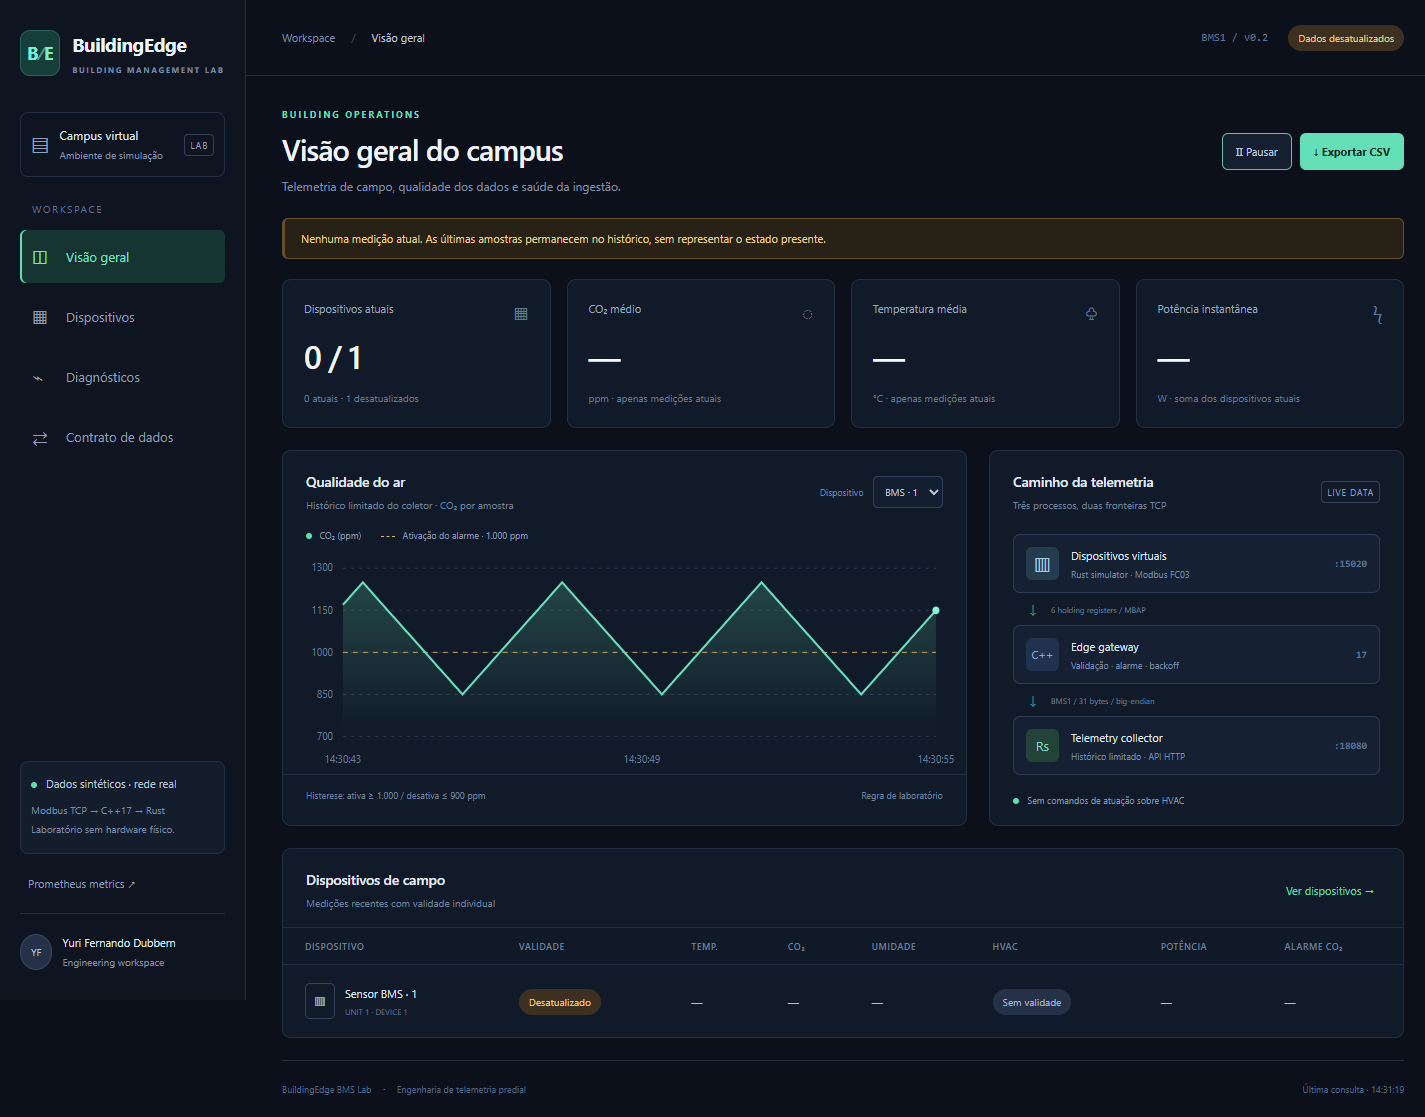 B/E
BuildingEdge
BUILDING MANAGEMENT LAB
Campus virtual
Ambiente de simulação
LAB
WORKSPACE
Visão geral
Dispositivos
Diagnósticos
Contrato de dados
Dados sintéticos · rede real
Modbus TCP → C++17 → Rust
Laboratório sem hardware físico.
Prometheus metrics ↗
YF
Yuri Fernando Dubbern
Engineering workspace
Workspace / Visão geral
BMS1 / v0.2
Dados desatualizados
BUILDING OPERATIONS
Visão geral do campus
Telemetria de campo, qualidade dos dados e saúde da ingestão.
II Pausar
↓ Exportar CSV
Nenhuma medição atual. As últimas amostras permanecem no histórico, sem representar o estado presente.
Dispositivos atuais
0 / 1
0 atuais · 1 desatualizados
CO₂ médio
—
ppm · apenas medições atuais
Temperatura média
—
°C · apenas medições atuais
Potência instantânea
—
W · soma dos dispositivos atuais
Qualidade do ar
Histórico limitado do coletor · CO₂ por amostra
Dispositivo
BMS · 1
CO₂ (ppm)
Ativação do alarme · 1.000 ppm
1300
1150
1000
850
700
14:30:43
14:30:49
14:30:55
Histerese: ativa ≥ 1.000 / desativa ≤ 900 ppm
Regra de laboratório
Caminho da telemetria
Três processos, duas fronteiras TCP
LIVE DATA
Dispositivos virtuais
Rust simulator · Modbus FC03
:15020
↓ 6 holding registers / MBAP
C++
Edge gateway
Validação · alarme · backoff
17
↓ BMS1 / 31 bytes / big-endian
Rs
Telemetry collector
Histórico limitado · API HTTP
:18080
Sem comandos de atuação sobre HVAC
Dispositivos de campo
Medições recentes com validade individual
Ver dispositivos →
DISPOSITIVO VALIDADE TEMP. CO₂ UMIDADE HVAC POTÊNCIA ALARME CO₂
Sensor BMS · 1
UNIT 1 · DEVICE 1
Desatualizado — — — Sem validade — —
BuildingEdge BMS Lab · Engenharia de telemetria predial
Última consulta · 14:31:19